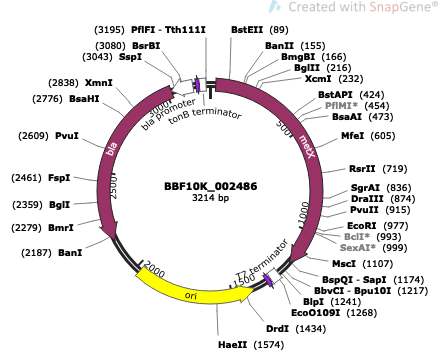 Created with SnapGene®
(3195) PflFI - Tth111I
(3080) BsrBI
(3043) SspI
(2838) XmnI
(2776) BsaHI
(2609) PvuI
(2461) FspI
(2359) BglI
(2279) BmrI
(2187) BanI
BstEII (89)
BanII (155)
BmgBI (166)
BglII (216)
XcmI (232)
BstAPI (424)
PflMI* (454)
BsaAI (473)
MfeI (605)
RsrII (719)
SgrAI (836)
DraIII (874)
PvuII (915)
EcoRI (977)
BclI* (993)
SexAI* (999)
MscI (1107)
BspQI - SapI (1174)
BbvCI - Bpu10I (1217)
BlpI (1241)
EcoO109I (1268)
DrdI (1434)
HaeII (1574)
bla promoter
tonB terminator
bla
metX
T7 terminator
ori
500
1000
1500
2000
2500
3000
BBF10K_002486
3214 bp